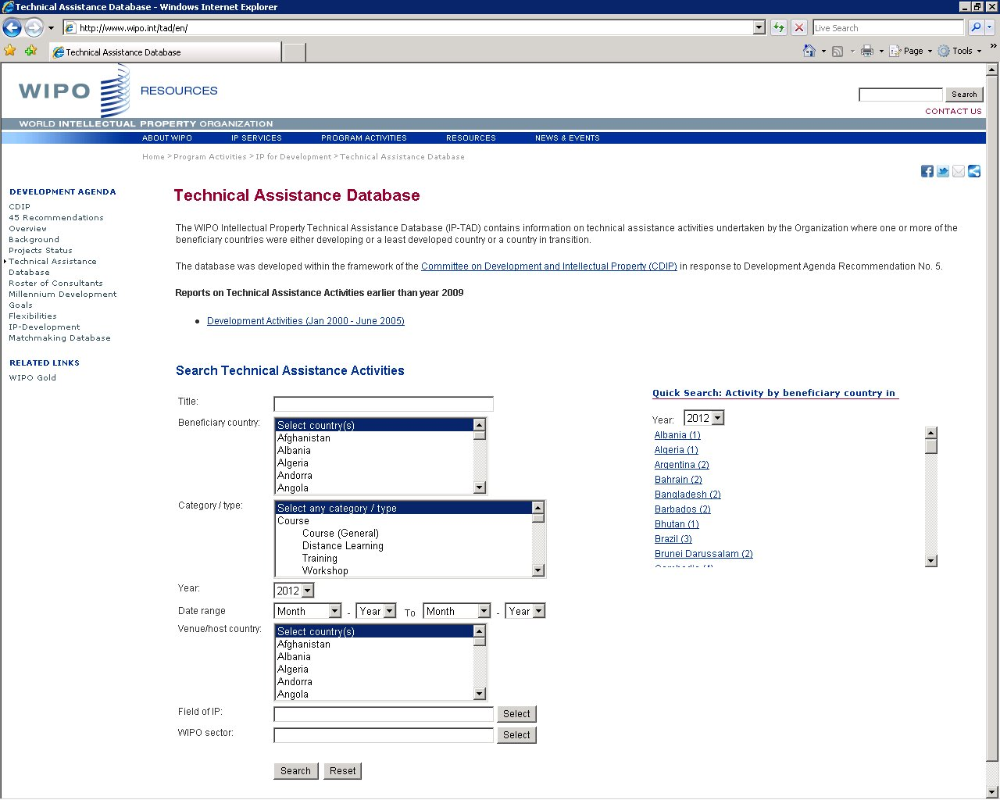 Technical Assistance Database - Windows Internet Explorer
http://www.wipo.int/tad/en/
Live Search
Technical Assistance Database
Page
Tools
WIPO
RESOURCES
Search
CONTACT US
WORLD INTELLECTUAL PROPERTY ORGANIZATION
ABOUT WIPO IP SERVICES PROGRAM ACTIVITIES RESOURCES NEWS & EVENTS
Home > Program Activities > IP for Development > Technical Assistance Database
DEVELOPMENT AGENDA
CDIP
45 Recommendations
Overview
Background
Projects Status
Technical Assistance
Database
Roster of Consultants
Millennium Development
Goals
Flexibilities
IP-Development
Matchmaking Database
RELATED LINKS
WIPO Gold
Technical Assistance Database
The WIPO Intellectual Property Technical Assistance Database (IP-TAD) contains information on technical assistance activities undertaken by the Organization where one or more of the
beneficiary countries were either developing or a least developed country or a country in transition.
The database was developed within the framework of the Committee on Development and Intellectual Property (CDIP) in response to Development Agenda Recommendation No. 5.
Reports on Technical Assistance Activities earlier than year 2009
• Development Activities (Jan 2000 - June 2005)
Search Technical Assistance Activities
Title:
Beneficiary country:
Select country(s)
Afghanistan
Albania
Algeria
Andorra
Angola
Category / type:
Select any category / type
Course
Course (General)
Distance Learning
Training
Workshop
Year:
2012
Date range
Month - Year To Month - Year
Venue/host country:
Select country(s)
Afghanistan
Albania
Algeria
Andorra
Angola
Field of IP:
Select
WIPO sector:
Select
Search Reset
Quick Search: Activity by beneficiary country in
Year: 2012
Albania (1)
Algeria (1)
Argentina (2)
Bahrain (2)
Bangladesh (2)
Barbados (2)
Bhutan (1)
Brazil (3)
Brunei Darussalam (2)